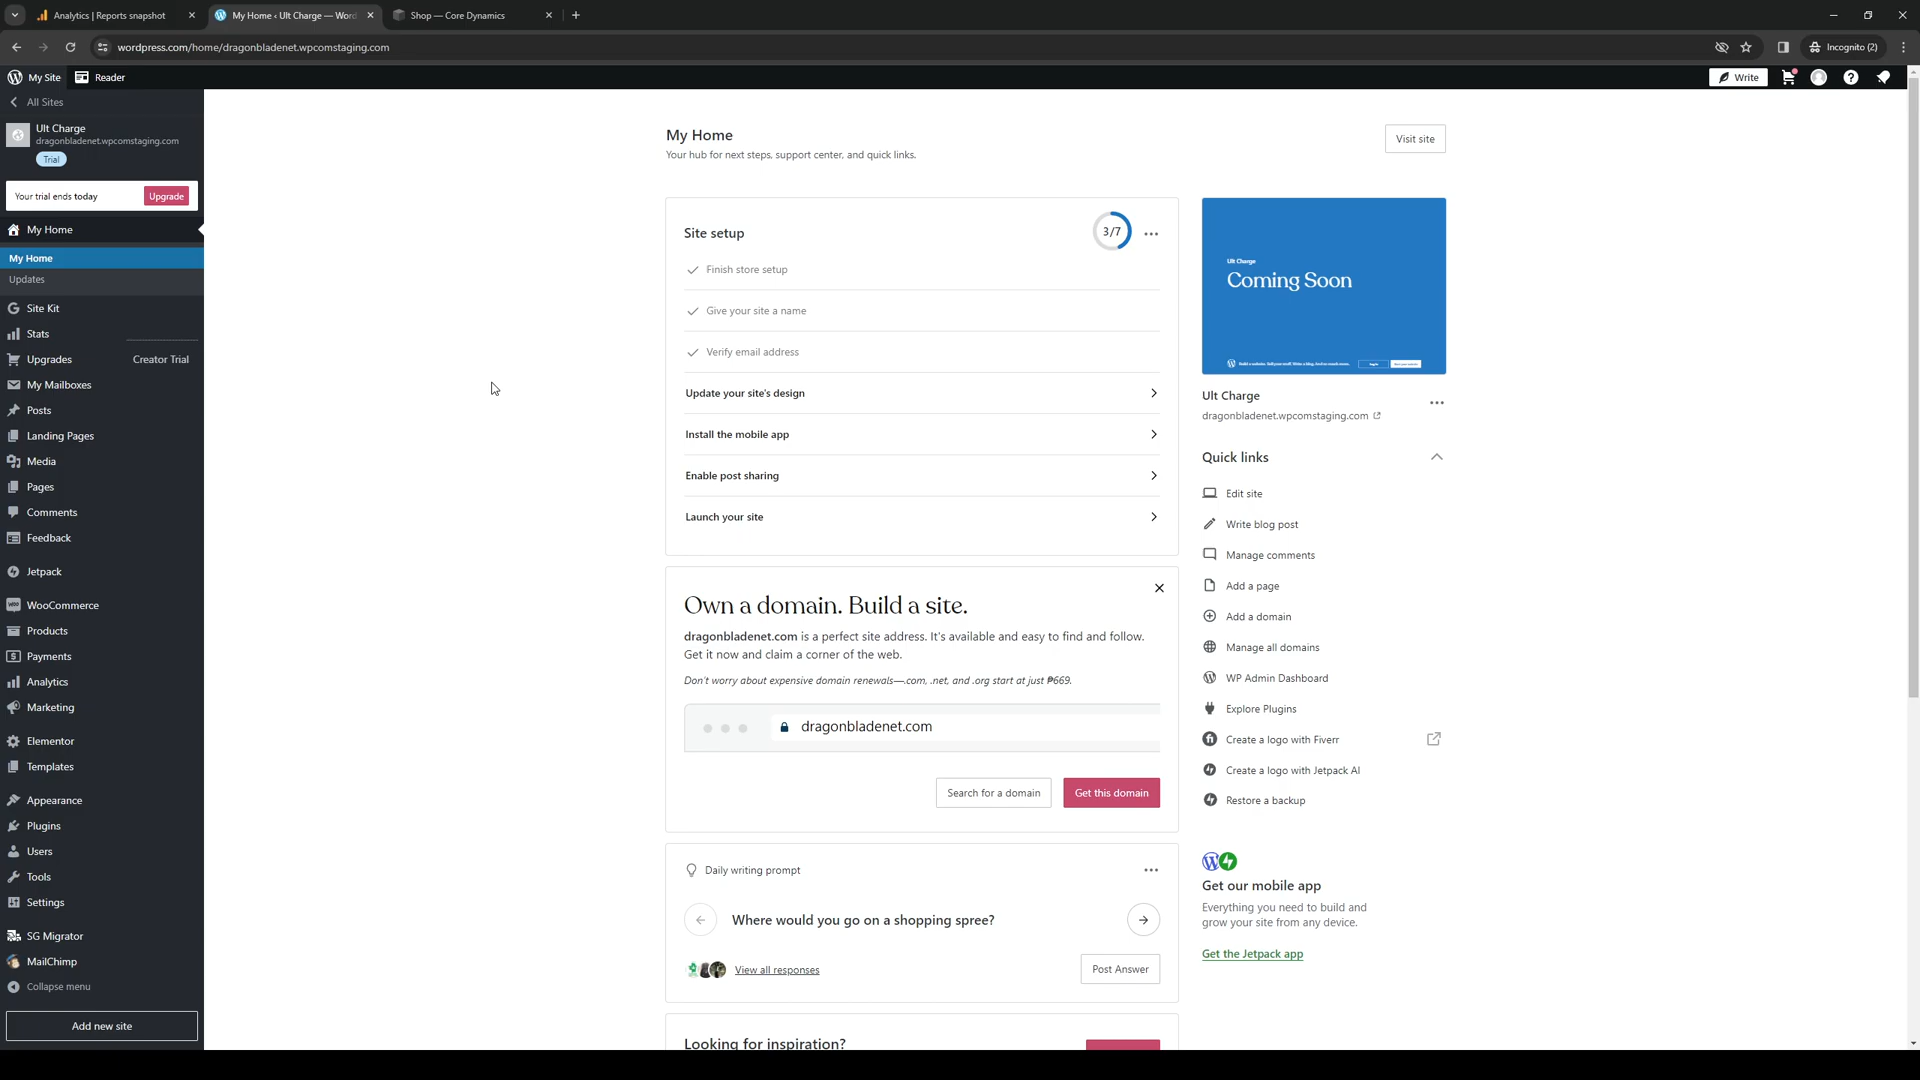 Analytics | Reports snapshot
My Home ‹ Ult Charge — Word
Shop — Core Dynamics
wordpress.com/home/dragonbladenet.wpcomstaging.com
Incognito (2)
My Site
Reader
Write
All Sites
Ult Charge
dragonbladenet.wpcomstaging.com
Trial
Your trial ends today
Upgrade
My Home
My Home
Updates
Site Kit
Stats
Upgrades
Creator Trial
My Mailboxes
Posts
Landing Pages
Media
Pages
Comments
Feedback
Jetpack
WooCommerce
Products
Payments
Analytics
Marketing
Elementor
Templates
Appearance
Plugins
Users
Tools
Settings
SG Migrator
MailChimp
Collapse menu
Add new site
My Home
Your hub for next steps, support center, and quick links.
Visit site
Site setup
3/7
Finish store setup
Give your site a name
Verify email address
Update your site's design
Install the mobile app
Enable post sharing
Launch your site
Own a domain. Build a site.
dragonbladenet.com is a perfect site address. It's available and easy to find and follow.
Get it now and claim a corner of the web.
Don't worry about expensive domain renewals—.com, .net, and .org start at just ₱669.
dragonbladenet.com
Search for a domain
Get this domain
Daily writing prompt
Where would you go on a shopping spree?
View all responses
Post Answer
Looking for inspiration?
Ult Charge
Coming Soon
Ult Charge
dragonbladenet.wpcomstaging.com
Quick links
Edit site
Write blog post
Manage comments
Add a page
Add a domain
Manage all domains
WP Admin Dashboard
Explore Plugins
Create a logo with Fiverr
Create a logo with Jetpack AI
Restore a backup
Get our mobile app
Everything you need to build and
grow your site from any device.
Get the Jetpack app